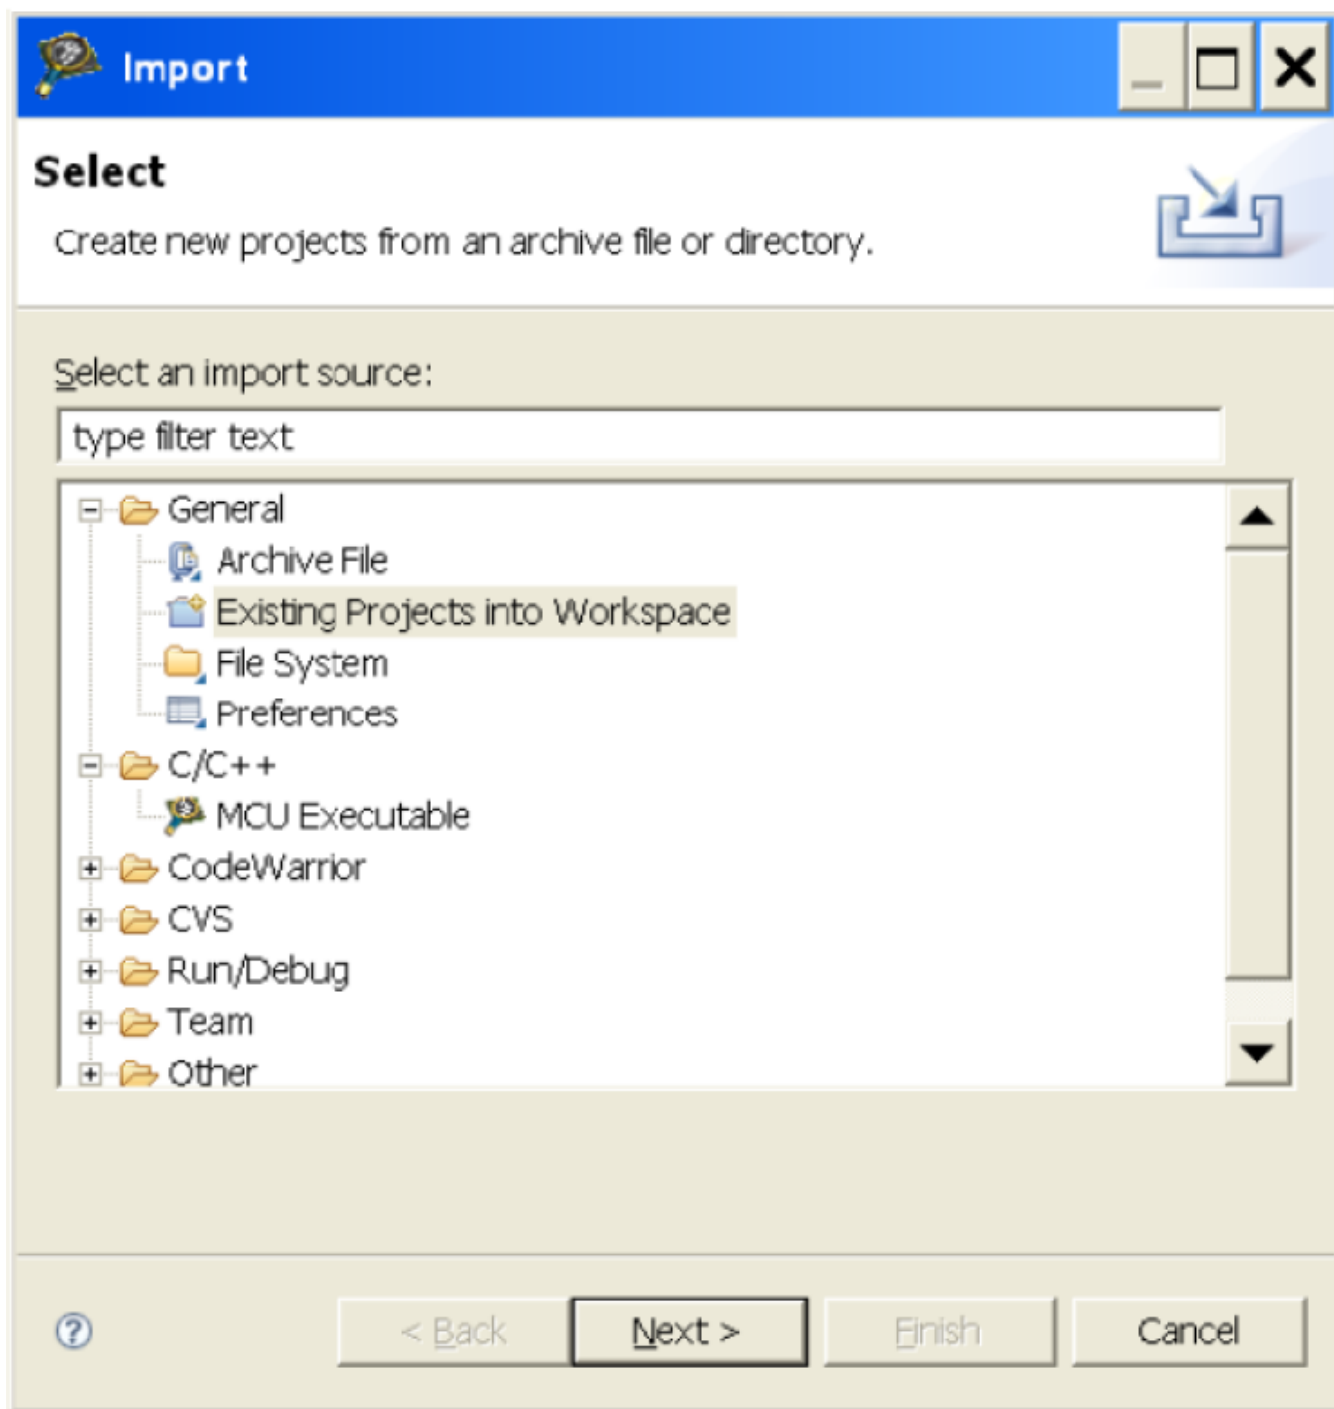 Import
Select
Create new projects from an archive file or directory.
Select an import source:
type filter text
General
Archive File
Existing Projects into Workspace
File System
Preferences
C/C++
MCU Executable
CodeWarrior
CVS
Run/Debug
Team
Other
< Back Next > Finish Cancel